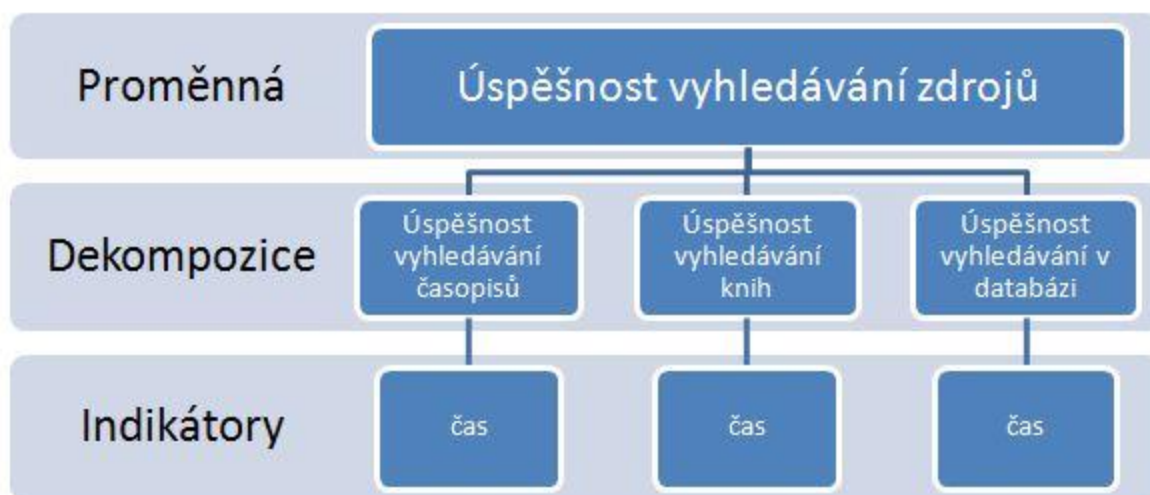 Proměnná
Úspěšnost vyhledávání zdrojů
Dekompozice
Úspěšnost
vyhledávání
časopisů
Úspěšnost
vyhledávání
knih
Úspěšnost
vyhledávání v
databázi
Indikátory
čas
čas
čas